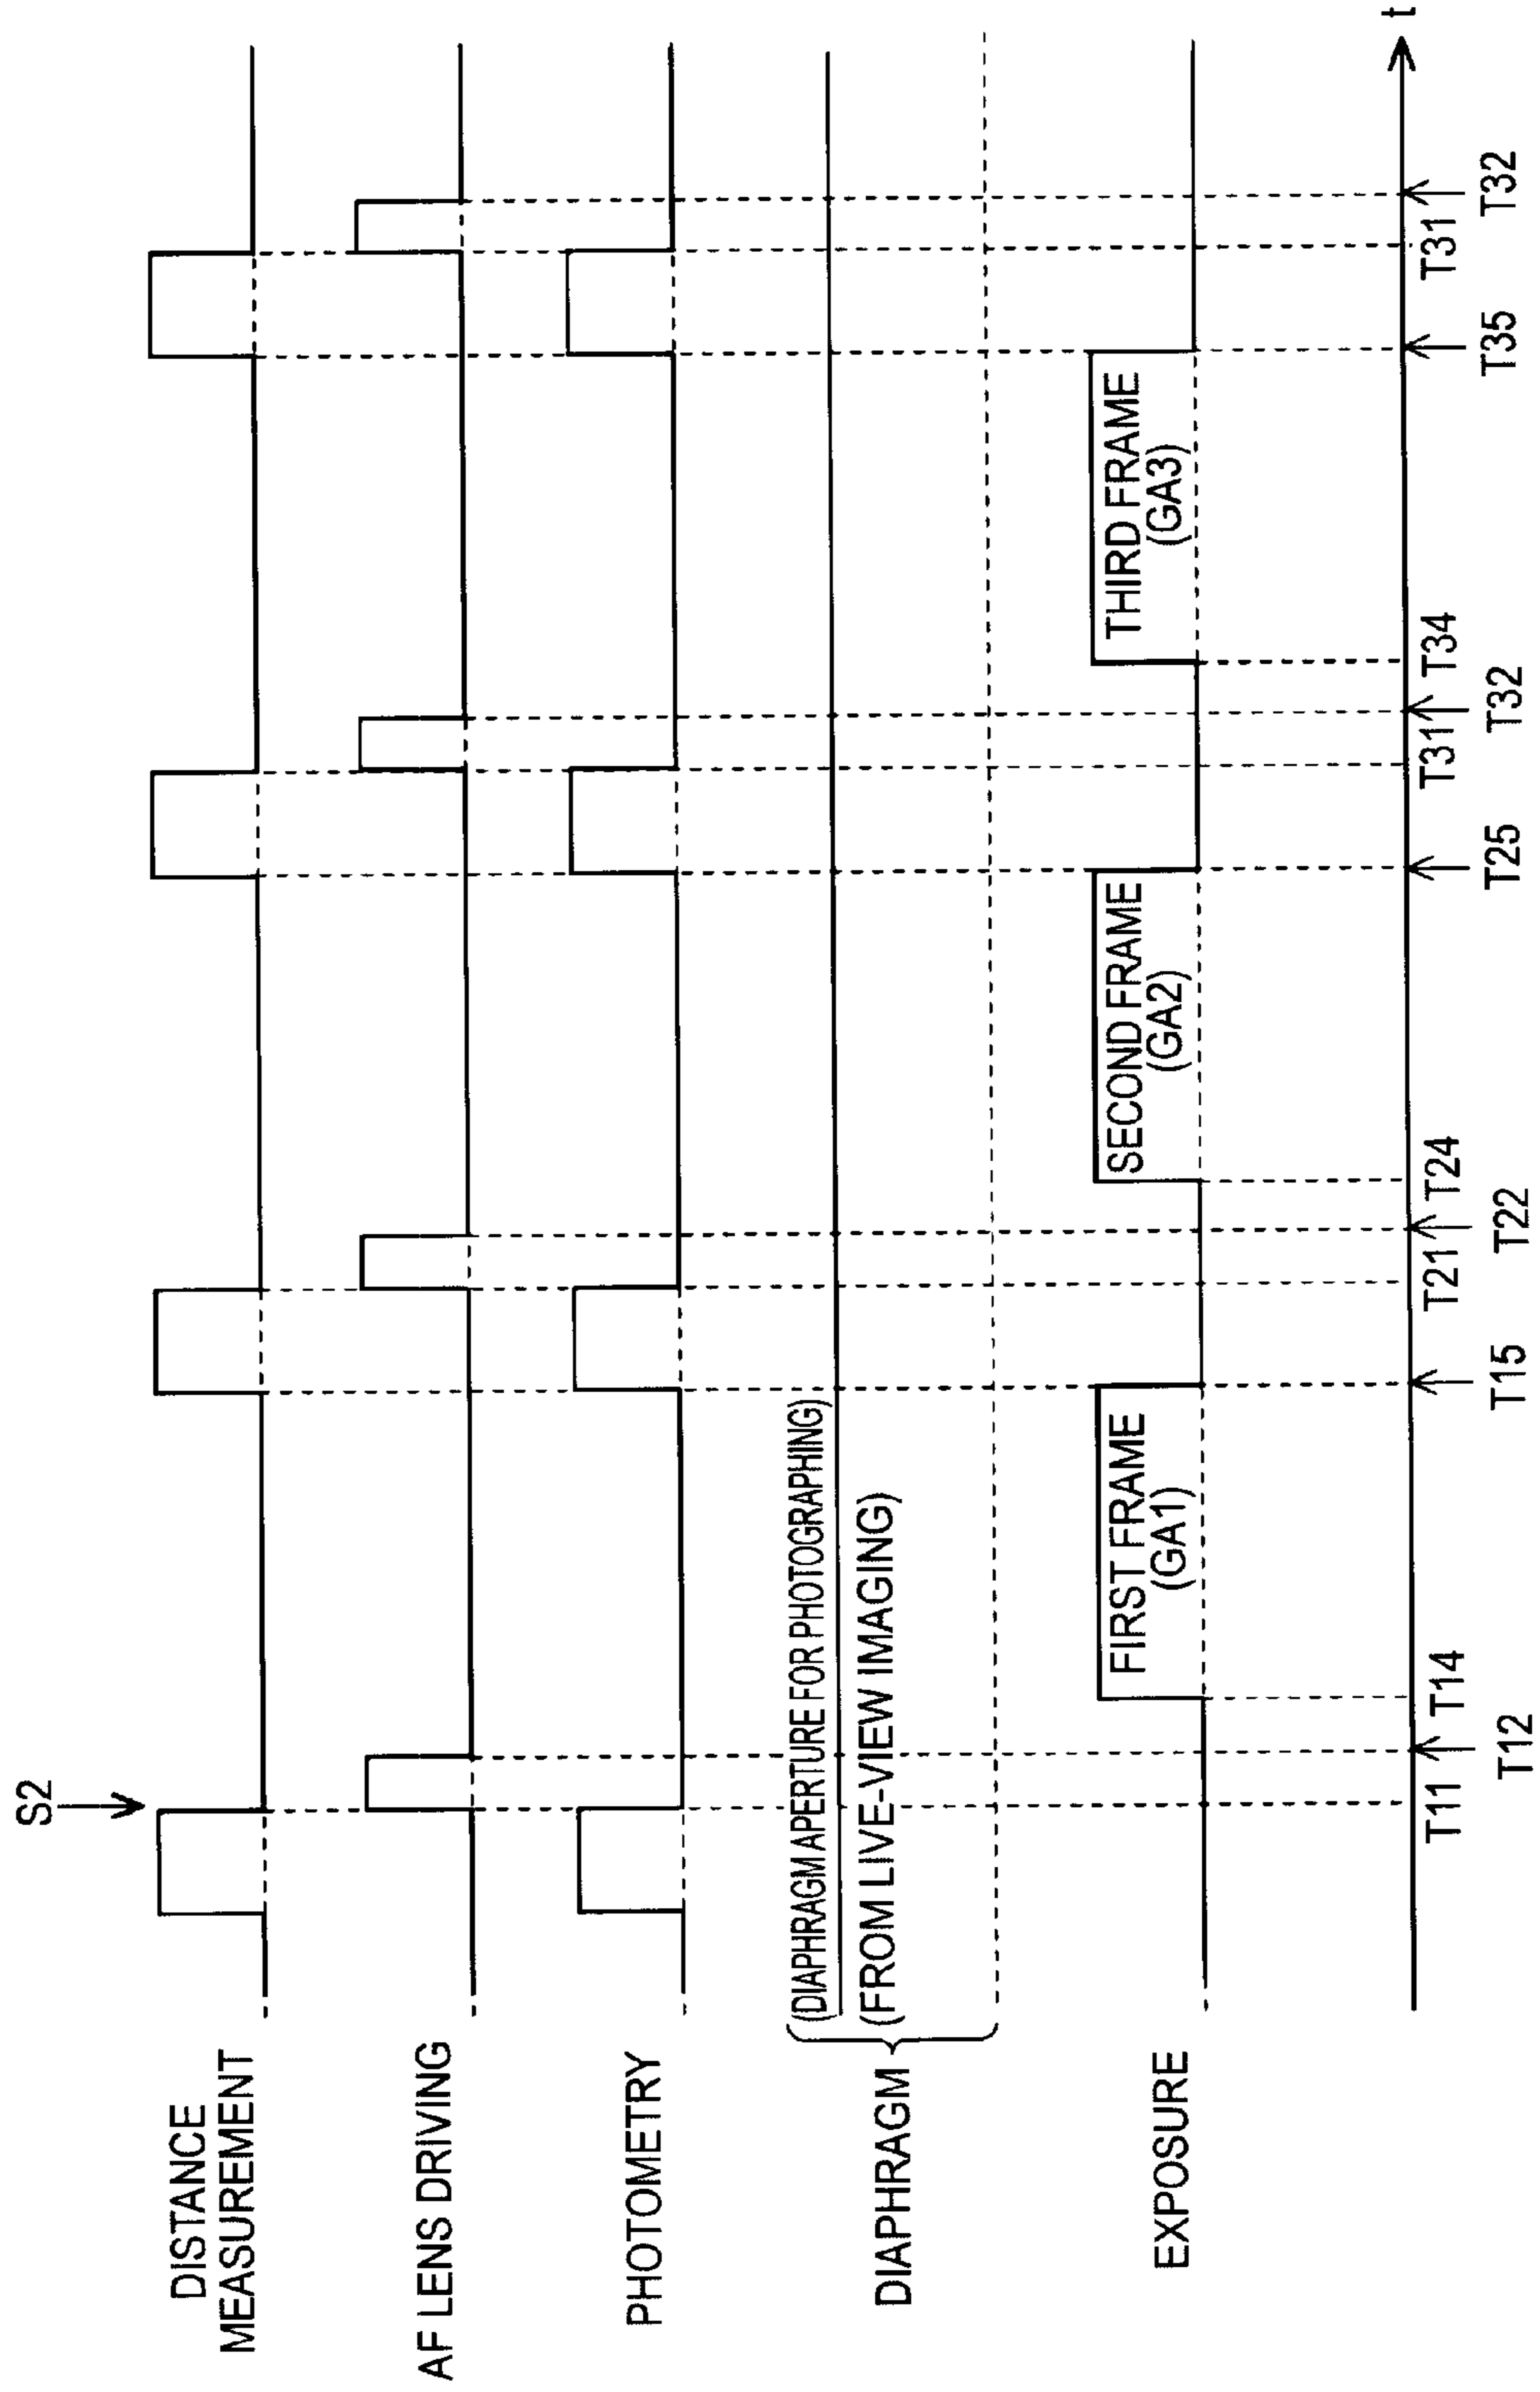 S2
DISTANCE
MEASUREMENT
AF LENS DRIVING
PHOTOMETRY
DIAPHRAGM
(DIAPHRAGM APERTURE FOR PHOTOGRAPHING)
(FROM LIVE-VIEW IMAGING)
EXPOSURE
FIRST FRAME
(GA1)
SECOND FRAME
(GA2)
THIRD FRAME
(GA3)
t
T11
T12
T14
T15
T21
T22
T24
T25
T31
T32
T34
T35
T31
T32